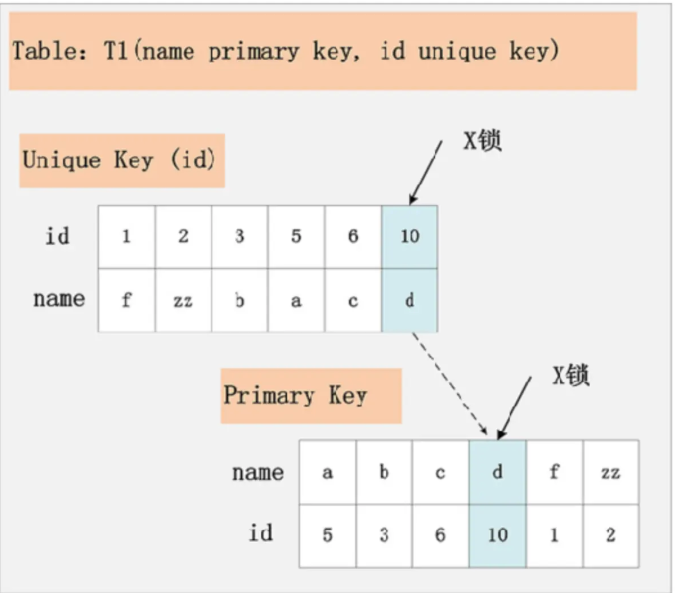 Table: T1(name primary key, id unique key)
X锁
Unique Key (id)
id 1 2 3 5 6 10
name f zz b a c d
X锁
Primary Key
name a b c d f zz
id 5 3 6 10 1 2